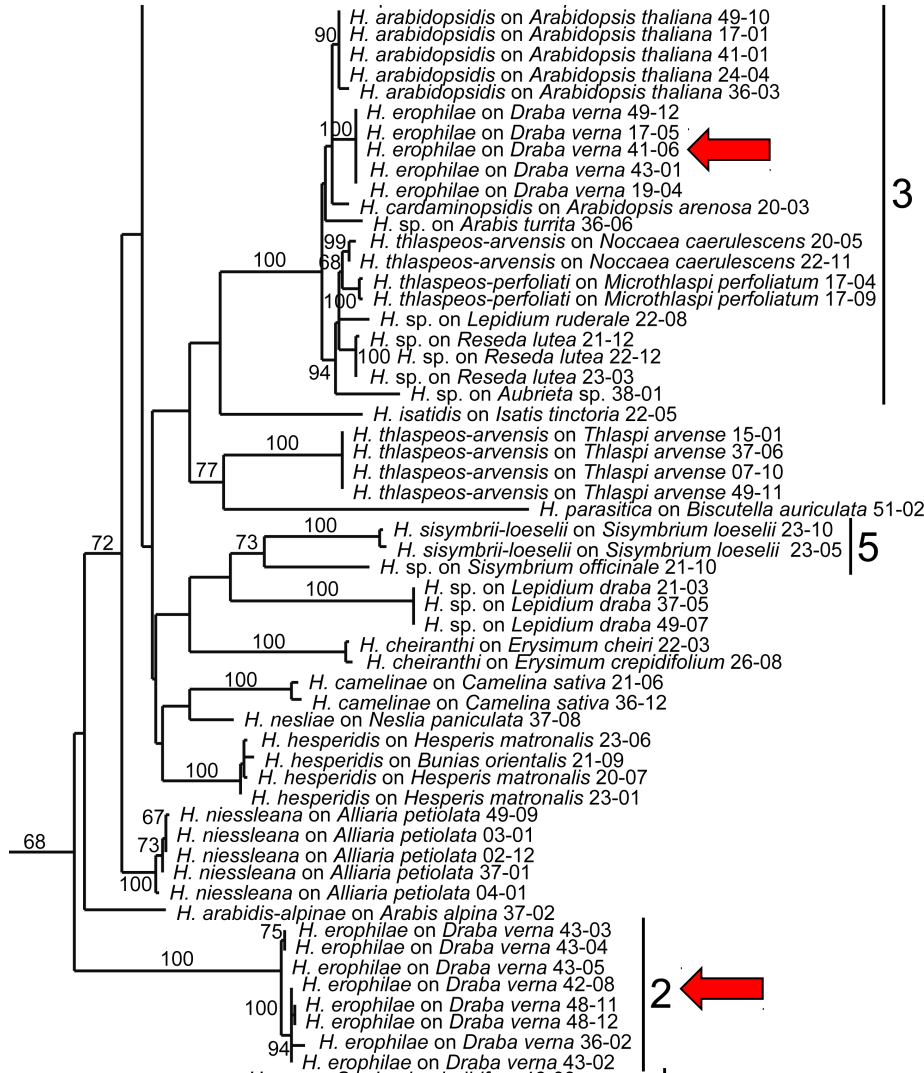 H. arabidopsidis on Arabidopsis thaliana 49-10
90
H. arabidopsidis on Arabidopsis thaliana 17-01
H. arabidopsidis on Arabidopsis thaliana 41-01
H. arabidopsidis on Arabidopsis thaliana 24-04
H. arabidopsidis on Arabidopsis thaliana 36-03
H. erophilae on Draba verna 49-12
100
H. erophilae on Draba verna 17-05
H. erophilae on Draba verna 41-06
H. erophilae on Draba verna 43-01
H. erophilae on Draba verna 19-04
3
H. cardaminopsidis on Arabidopsis arenosa 20-03
H. sp. on Arabis turrita 36-06
99
H. thlaspeos-arvensis on Noccaea caerulescens 20-05
100
68
H. thlaspeos-arvensis on Noccaea caerulescens 22-11
H. thlaspeos-perfoliati on Microthlaspi perfoliatum 17-04
100
H. thlaspeos-perfoliati on Microthlaspi perfoliatum 17-09
H. sp. on Lepidium ruderale 22-08
H. sp. on Reseda lutea 21-12
100
H. sp. on Reseda lutea 22-12
94
H. sp. on Reseda lutea 23-03
H. sp. on Aubrieta sp. 38-01
H. isatidis on Isatis tinctoria 22-05
H. thlaspeos-arvensis on Thlaspi arvense 15-01
100
H. thlaspeos-arvensis on Thlaspi arvense 37-06
77
H. thlaspeos-arvensis on Thlaspi arvense 07-10
H. thlaspeos-arvensis on Thlaspi arvense 49-11
H. parasitica on Biscutella auriculata 51-02
100
H. sisymbrii-loeselii on Sisymbrium loeselii 23-10
72
73
H. sisymbrii-loeselii on Sisymbrium loeselii 23-05
5
H. sp. on Sisymbrium officinale 21-10
100
H. sp. on Lepidium draba 21-03
H. sp. on Lepidium draba 37-05
H. sp. on Lepidium draba 49-07
100
H. cheiranthi on Erysimum cheiri 22-03
H. cheiranthi on Erysimum crepidifolium 26-08
100
H. camelinae on Camelina sativa 21-06
H. camelinae on Camelina sativa 36-12
H. nesliae on Neslia paniculata 37-08
H. hesperidis on Hesperis matronalis 23-06
H. hesperidis on Bunias orientalis 21-09
100
H. hesperidis on Hesperis matronalis 20-07
H. hesperidis on Hesperis matronalis 23-01
67
H. niessleana on Alliaria petiolata 49-09
68
73
H. niessleana on Alliaria petiolata 03-01
H. niessleana on Alliaria petiolata 02-12
H. niessleana on Alliaria petiolata 37-01
100
H. niessleana on Alliaria petiolata 04-01
H. arabidis-alpinae on Arabis alpina 37-02
75
H. erophilae on Draba verna 43-03
H. erophilae on Draba verna 43-04
100
H. erophilae on Draba verna 43-05
H. erophilae on Draba verna 42-08
2
100
H. erophilae on Draba verna 48-11
H. erophilae on Draba verna 48-12
H. erophilae on Draba verna 36-02
94
H. erophilae on Draba verna 43-02